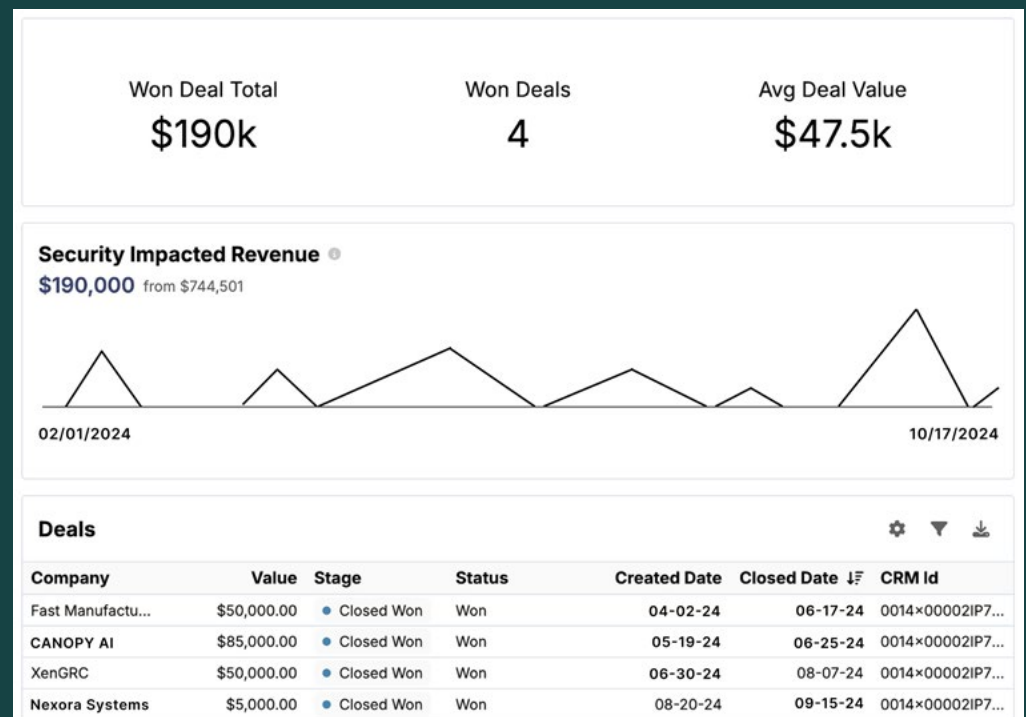 Won Deal Total Won Deals Avg Deal Value
$190k 4 $47.5k
Security Impacted Revenue
$190,000 from $744,501
02/01/2024 10/17/2024
Deals
Company Value Stage Status Created Date Closed Date CRM Id
Fast Manufactu... $50,000.00 Closed Won Won 04-02-24 06-17-24 0014×00002IP7...
CANOPY AI $85,000.00 Closed Won Won 05-19-24 06-25-24 0014×00002IP7...
XenGRC $50,000.00 Closed Won Won 06-30-24 08-07-24 0014×00002IP7...
Nexora Systems $5,000.00 Closed Won Won 08-20-24 09-15-24 0014×00002IP7...